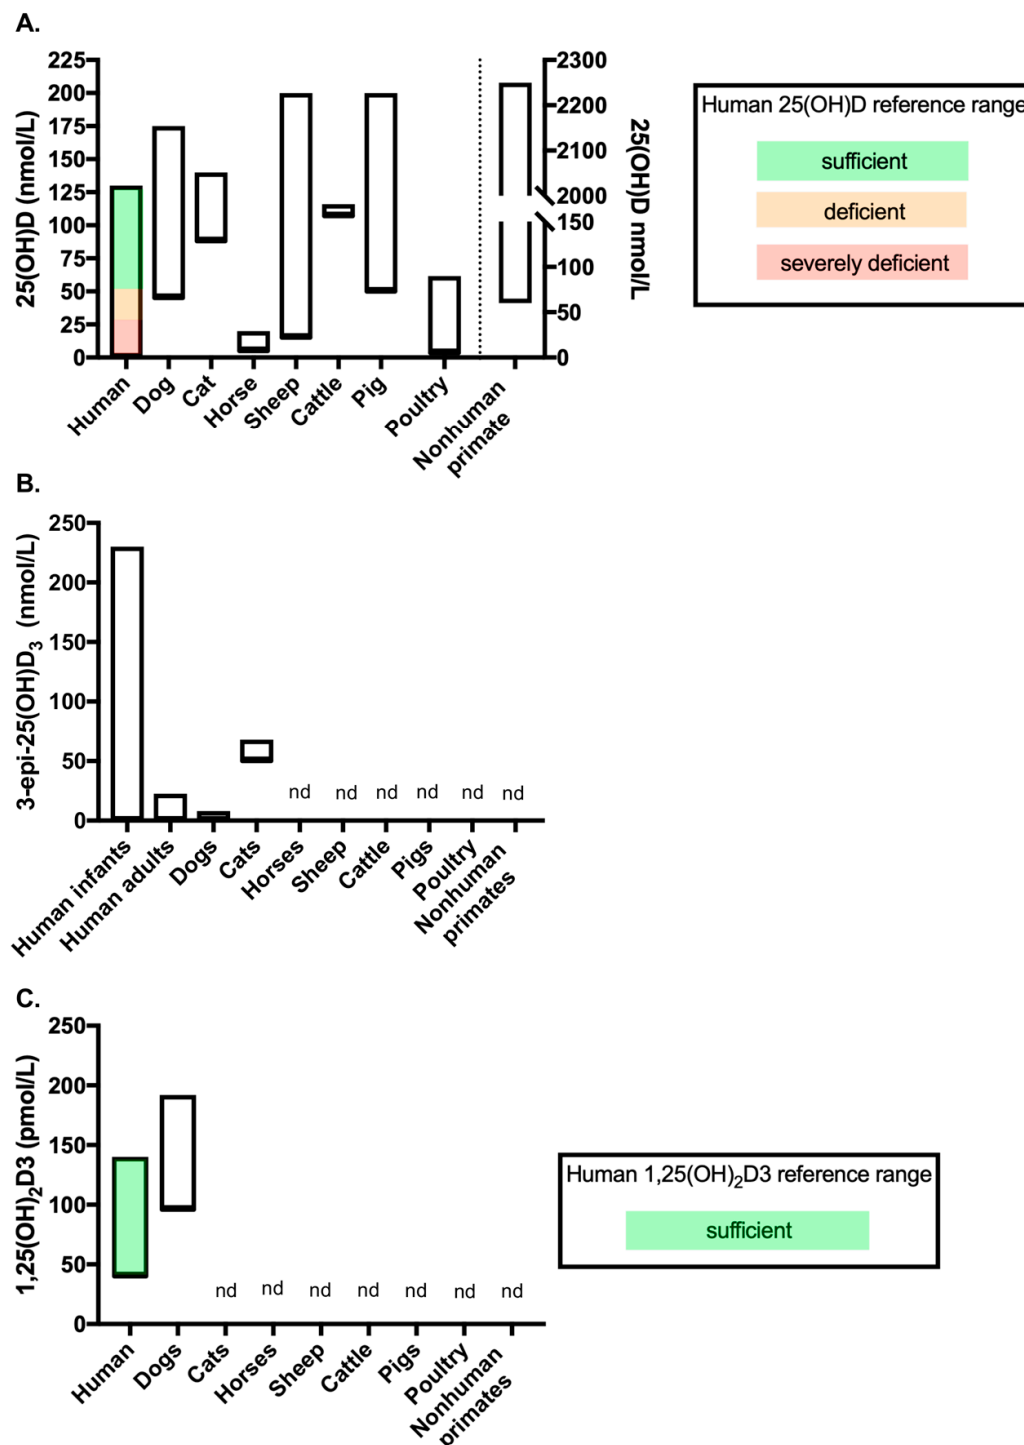 A.
25(OH)D (nmol/L)
225
200
175
150
125
100
75
50
25
0
2300
2200
2100
2000
150
100
50
0
25(OH)D nmol/L
Human
Dog
Cat
Horse
Sheep
Cattle
Pig
Poultry
Nonhuman
primate
Human 25(OH)D reference range
sufficient
deficient
severely deficient
B.
3-epi-25(OH)D₃ (nmol/L)
250
200
150
100
50
0
nd nd nd nd nd nd
Human infants
Human adults
Dogs
Cats
Horses
Sheep
Cattle
Pigs
Poultry
Nonhuman
primates
C.
1,25(OH)₂D3 (pmol/L)
250
200
150
100
50
0
nd nd nd nd nd nd nd
Human
Dogs
Cats
Horses
Sheep
Cattle
Pigs
Poultry
Nonhuman
primates
Human 1,25(OH)₂D3 reference range
sufficient